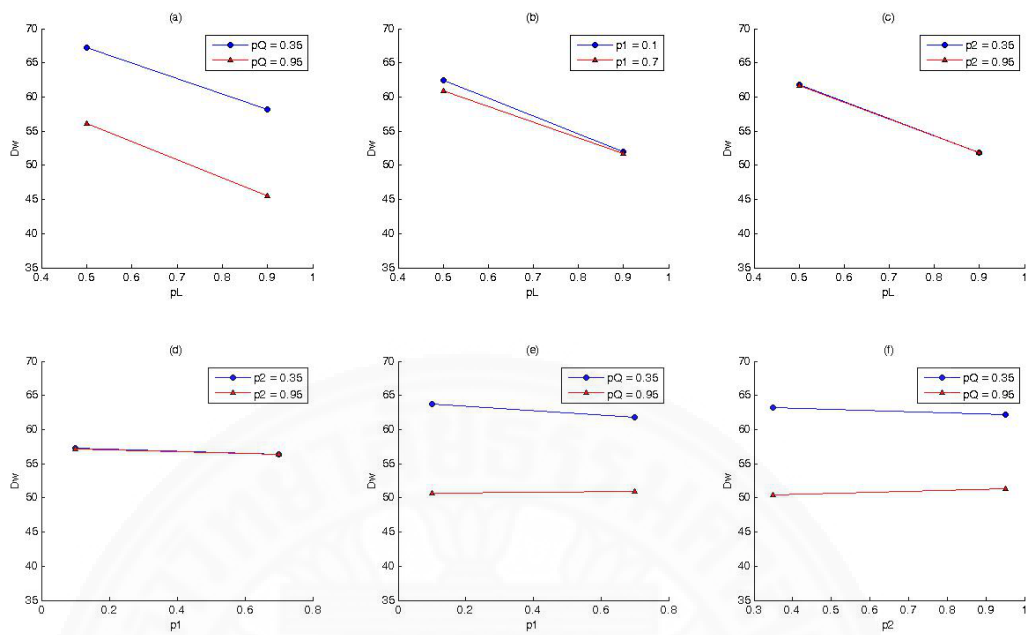 (a)
70
65
60
55
50
45
40
35
Dw
0.4 0.5 0.6 0.7 0.8 0.9 1
pL
pQ = 0.35
pQ = 0.95
(b)
70
65
60
55
50
45
40
35
Dw
0.4 0.5 0.6 0.7 0.8 0.9 1
pL
p1 = 0.1
p1 = 0.7
(c)
70
65
60
55
50
45
40
35
Dw
0.4 0.5 0.6 0.7 0.8 0.9 1
pL
p2 = 0.35
p2 = 0.95
(d)
70
65
60
55
50
45
40
35
Dw
0 0.2 0.4 0.6 0.8
p1
p2 = 0.35
p2 = 0.95
(e)
70
65
60
55
50
45
40
35
Dw
0 0.2 0.4 0.6 0.8
p1
pQ = 0.35
pQ = 0.95
(f)
70
65
60
55
50
45
40
35
Dw
0.3 0.4 0.5 0.6 0.7 0.8 0.9 1
p2
pQ = 0.35
pQ = 0.95